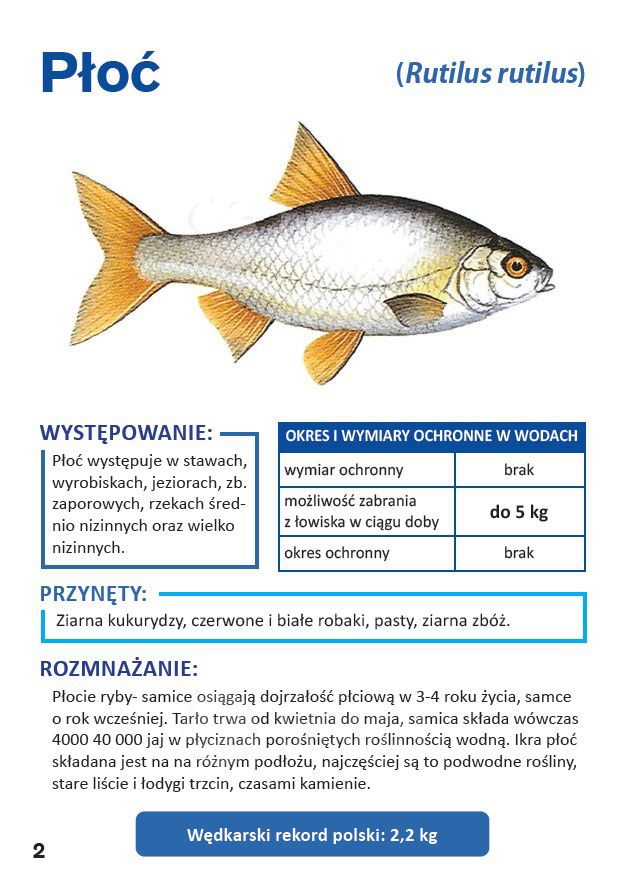 Płoć
(Rutilus rutilus)
WYSTĘPOWANIE:
Płoć występuje w stawach,
wyrobiskach, jeziorach, zb.
zaporowych, rzekach śred-
nio nizinnych oraz wielko
nizinnych.
OKRES I WYMIARY OCHRONNE W WODACH
wymiar ochronny brak
możliwość zabrania
z łowiska w ciągu doby do 5 kg
okres ochronny brak
PRZYNĘTY:
Ziarna kukurydzy, czerwone i białe robaki, pasty, ziarna zbóż.
ROZMNAŻANIE:
Płocie ryby- samice osiągają dojrzałość płciową w 3-4 roku życia, samce
o rok wcześniej. Tarło trwa od kwietnia do maja, samica składa wówczas
4000 40 000 jaj w płyciznach porośniętych roślinnością wodną. Ikra płoć
składana jest na na różnym podłożu, najczęściej są to podwodne rośliny,
stare liście i łodygi trzcin, czasami kamienie.
Wędkarski rekord polski: 2,2 kg
2